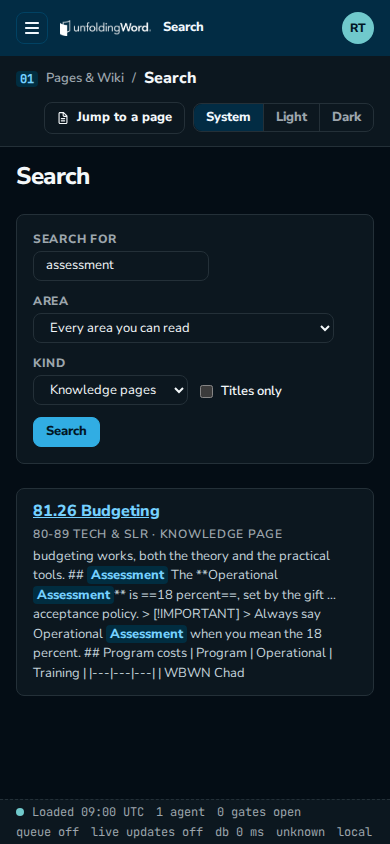 unfoldingWord. Search RT
01 Pages & Wiki / Search
Jump to a page System Light Dark
Search
SEARCH FOR
assessment
AREA
Every area you can read
KIND
Knowledge pages Titles only
Search
81.26 Budgeting
80-89 TECH & SLR · KNOWLEDGE PAGE
budgeting works, both the theory and the practical
tools. ## Assessment The **Operational
Assessment** is ==18 percent==, set by the gift ...
acceptance policy. > [!IMPORTANT] > Always say
Operational Assessment when you mean the 18
percent. ## Program costs | Program | Operational |
Training | |---|---|---| | WBWN Chad
Loaded 09:00 UTC 1 agent 0 gates open
queue off live updates off db 0 ms unknown local